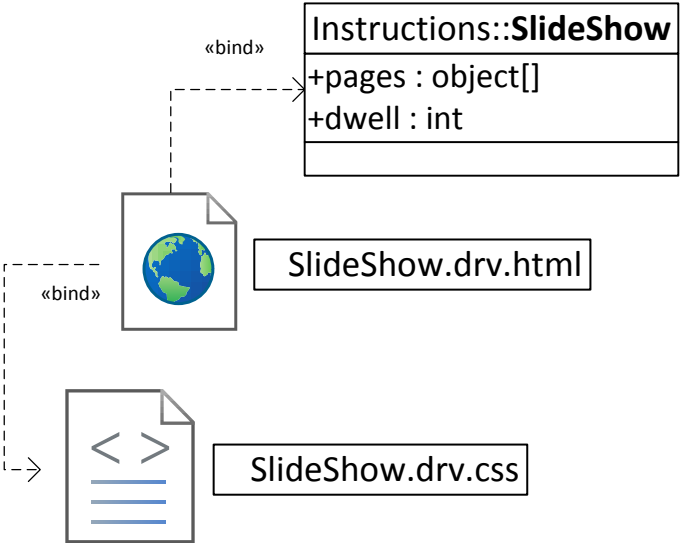 Instructions::SlideShow
«bind»
+pages : object[]
+dwell : int
SlideShow.drv.html
«bind»
< >
SlideShow.drv.css